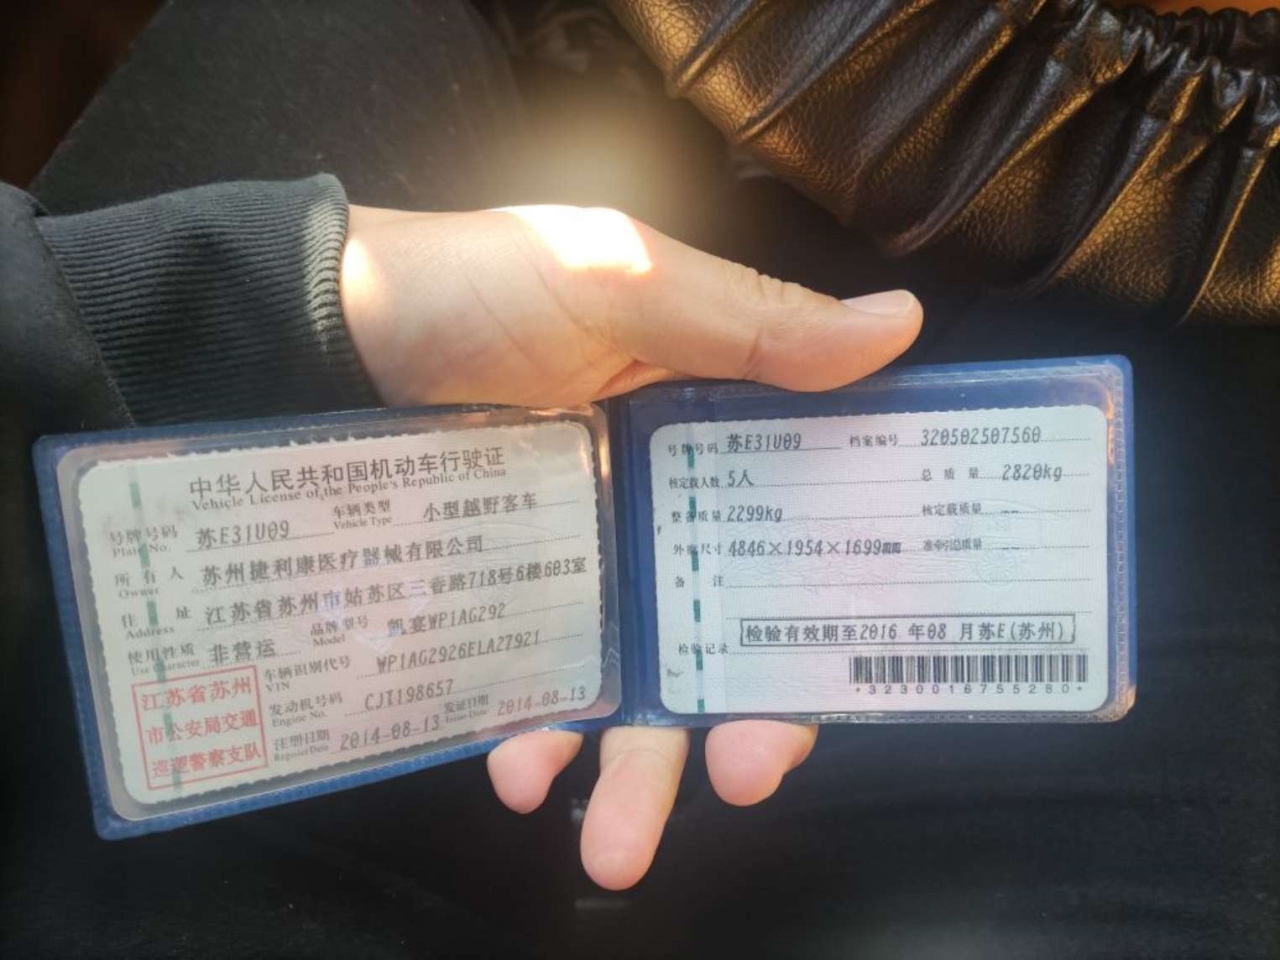 中华人民共和国机动车行驶证
Vehicle License of the People's Republic of China
号牌号码 苏E31U09 车辆类型 小型越野客车
Plate No. Vehicle Type
所有人 苏州捷利康医疗器械有限公司
Owner
住址 江苏省苏州市姑苏区三香路718号6楼603室
Address
使用性质 非营运 品牌型号 凯宴WP1AG292
Use Character Model
江苏省苏州
市公安局交通
巡逻警察支队
车辆识别代号 WP1AG2926ELA27921
VIN
发动机号码 CJT198657
Engine No.
注册日期 2014-08-13 发证日期 2014-08-13
Register Date Issue Date
号牌号码 苏E31U09 档案编号 320502507560
核定载人数 5人 总质量 2820kg
整备质量 2299kg 核定载质量 --
外廓尺寸 4846×1954×1699mm 准牵引总质量 --
备注
检验有效期至2016 年08 月苏E(苏州)
检验记录
*3230016755280*